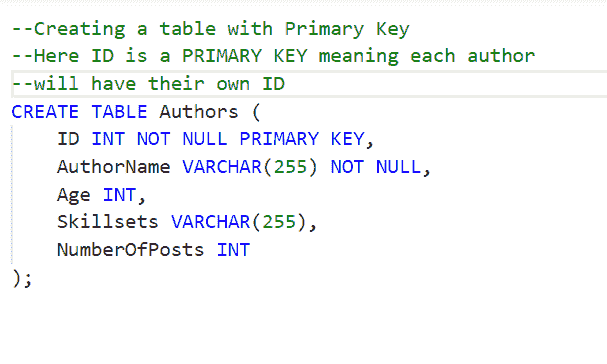 --Creating a table with Primary Key
--Here ID is a PRIMARY KEY meaning each author
--will have their own ID
CREATE TABLE Authors (
    ID INT NOT NULL PRIMARY KEY,
    AuthorName VARCHAR(255) NOT NULL,
    Age INT,
    Skillsets VARCHAR(255),
    NumberOfPosts INT
);